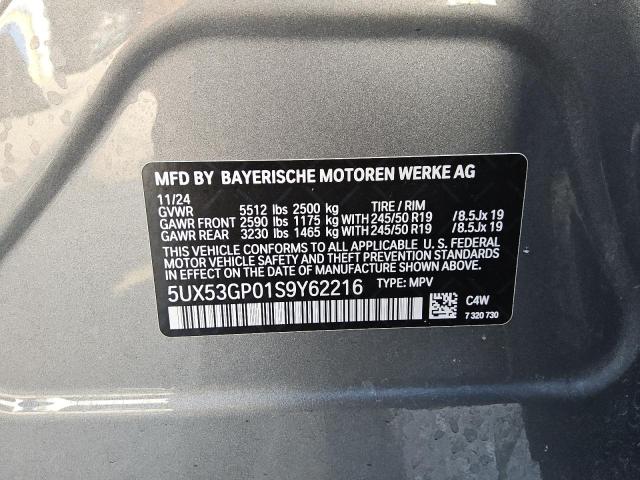 MFD BY BAYERISCHE MOTOREN WERKE AG
11/24
GVWR 5512 lbs 2500 kg TIRE / RIM
GAWR FRONT 2590 lbs 1175 kg WITH 245/50 R19 /8.5Jx 19
GAWR REAR 3230 lbs 1465 kg WITH 245/50 R19 /8.5Jx 19
THIS VEHICLE CONFORMS TO ALL APPLICABLE U. S. FEDERAL
MOTOR VEHICLE SAFETY AND THEFT PREVENTION STANDARDS
IN EFFECT ON THE DATE OF MANUFACTURE SHOWN ABOVE.
5UX53GP01S9Y62216 TYPE: MPV
C4W
7 320 730